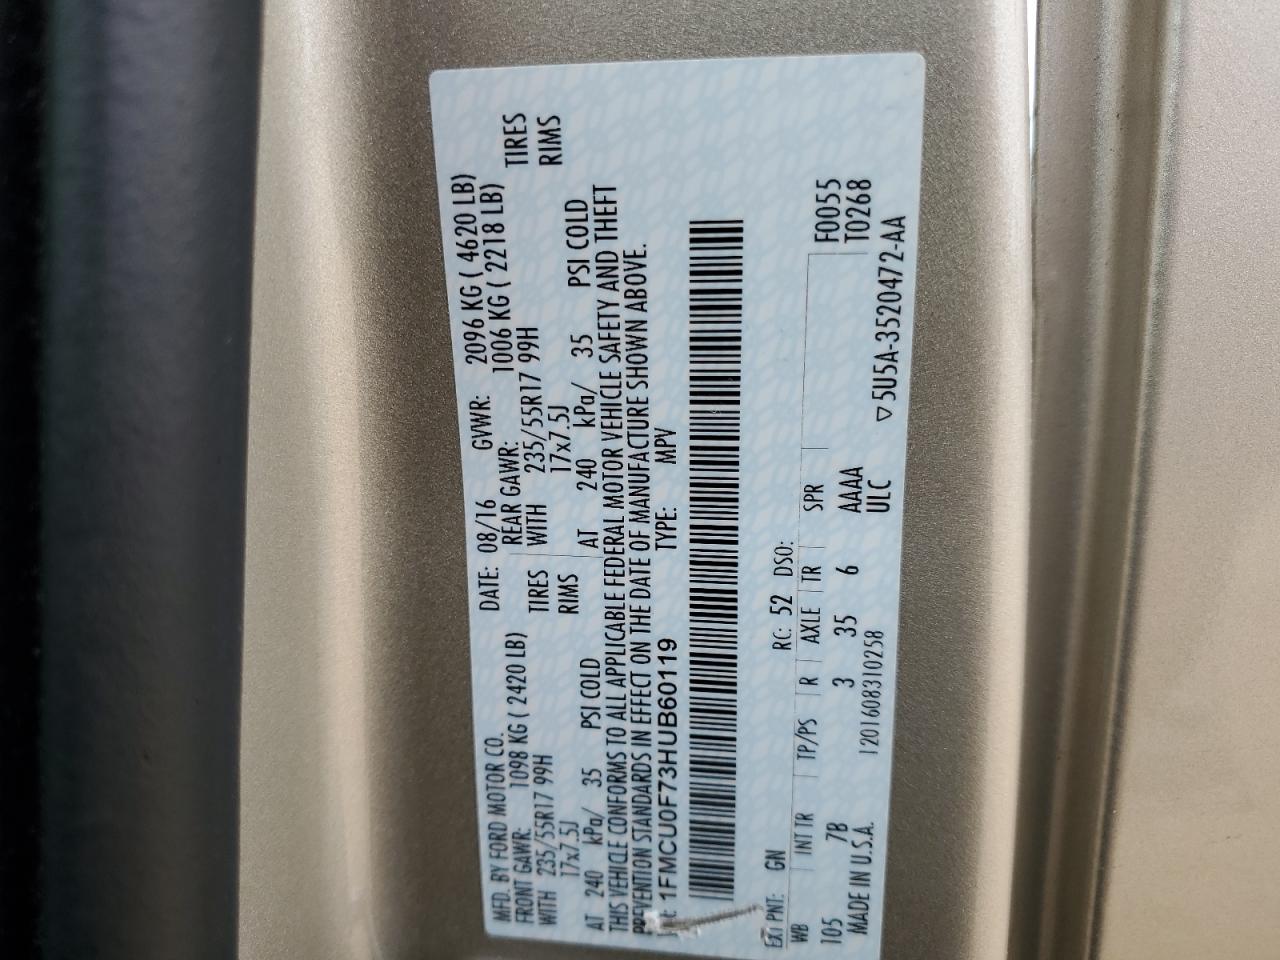 MFD. BY FORD MOTOR CO. DATE: 08/16 GVWR: 2096 KG ( 4620 LB)
FRONT GAWR: 1098 KG ( 2420 LB) REAR GAWR: 1006 KG ( 2218 LB)
WITH 235/55R17 99H TIRES WITH 235/55R17 99H TIRES
17x7.5J RIMS 17x7.5J RIMS
AT 240 kPa/ 35 PSI COLD AT 240 kPa/ 35 PSI COLD
THIS VEHICLE CONFORMS TO ALL APPLICABLE FEDERAL MOTOR VEHICLE SAFETY AND THEFT
PREVENTION STANDARDS IN EFFECT ON THE DATE OF MANUFACTURE SHOWN ABOVE.
1FMCU0F73HUB60119 TYPE: MPV
EXT PNT: GN RC: 52 DSO:
WB INT TR TP/PS R AXLE TR SPR F0055
105 7B 3 35 6 AAAA T0268
MADE IN U.S.A. 1201608310258 ULC
▽5U5A-3520472-AA